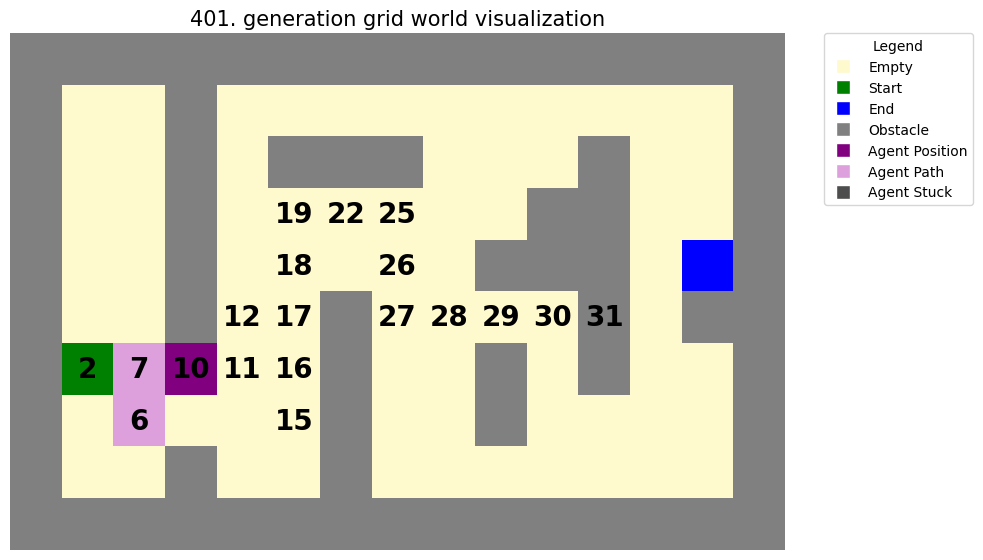 401. generation grid world visualization
19 22 25
18 26
12 17 27 28 29 30 31
2 7 10 11 16
6 15
Legend
Empty
Start
End
Obstacle
Agent Position
Agent Path
Agent Stuck